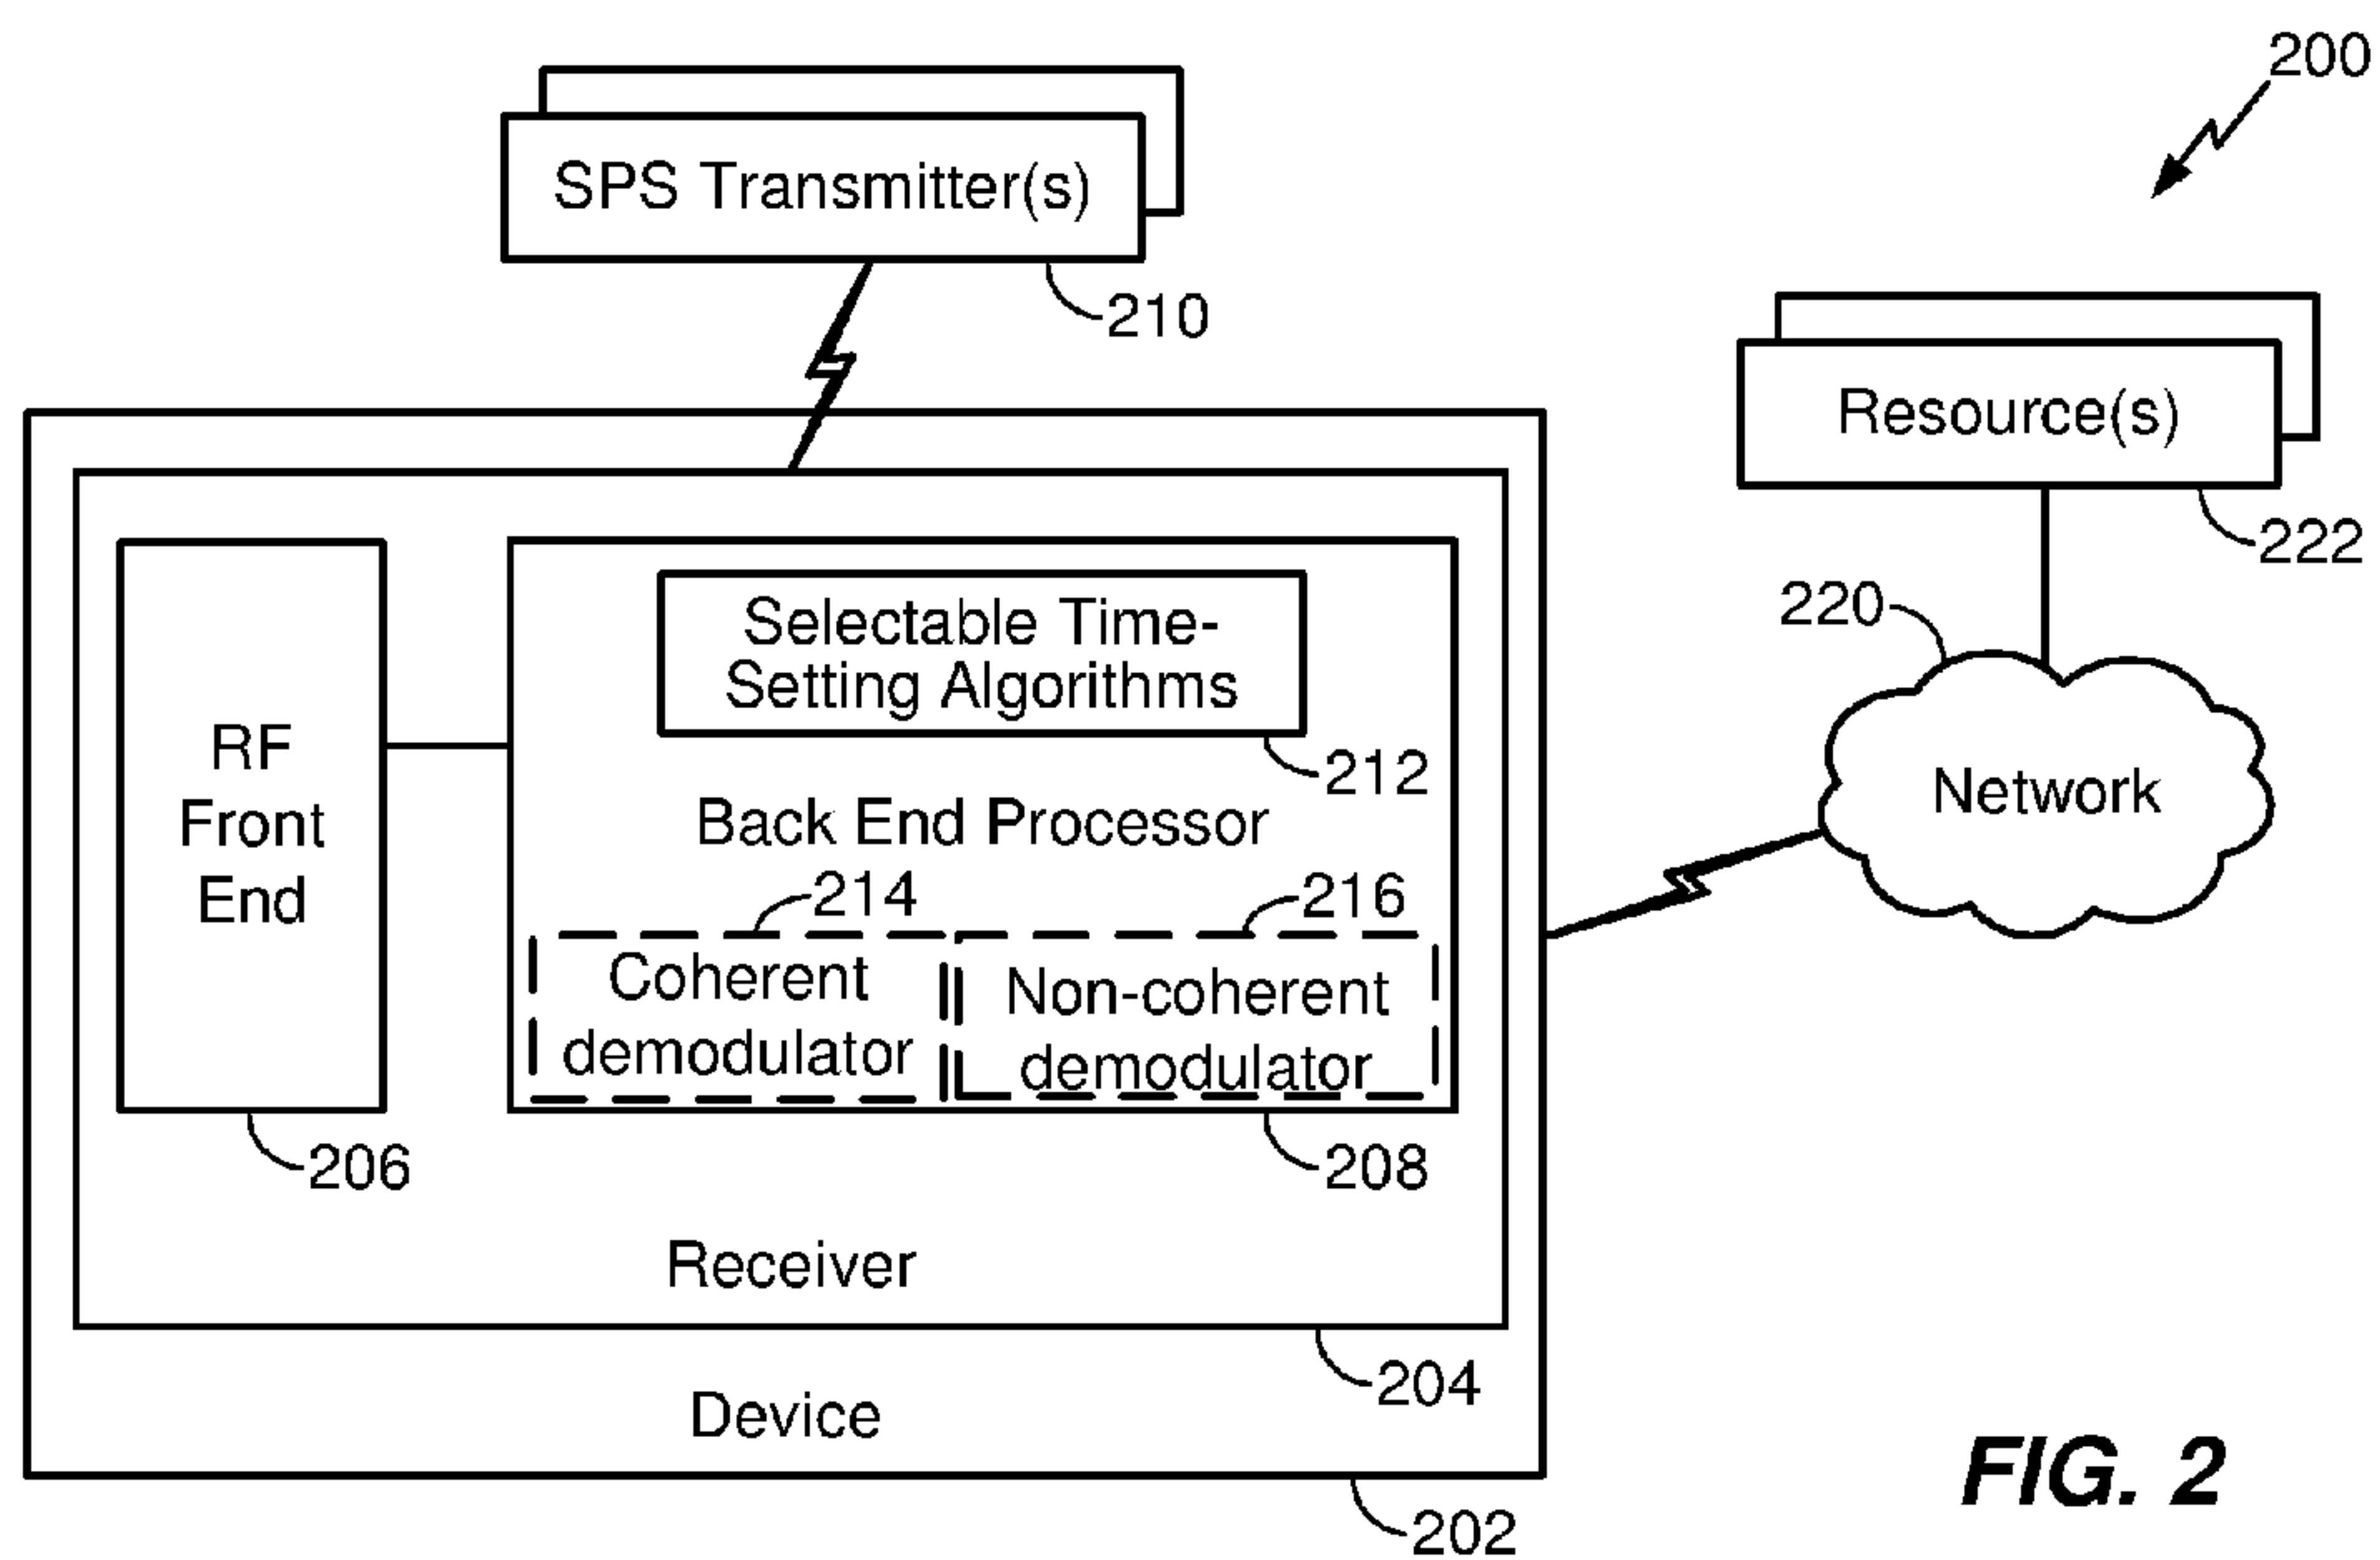 200
SPS Transmitter(s)
210
Resource(s)
222
220
Network
Selectable Time-
Setting Algorithms
212
RF
Front
End
Back End Processor
214
216
Coherent
demodulator
Non-coherent
demodulator
206
208
Receiver
204
Device
202
FIG. 2